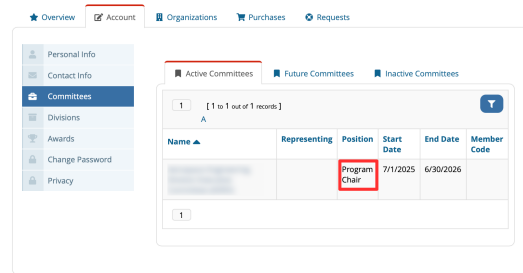 Overview Account Organizations Purchases Requests
Personal Info
Contact Info
Committees
Divisions
Awards
Change Password
Privacy
Active Committees Future Committees Inactive Committees
1 [ 1 to 1 out of 1 records ]
A
Name Representing Position Start Date End Date Member Code
Program Chair 7/1/2025 6/30/2026
1